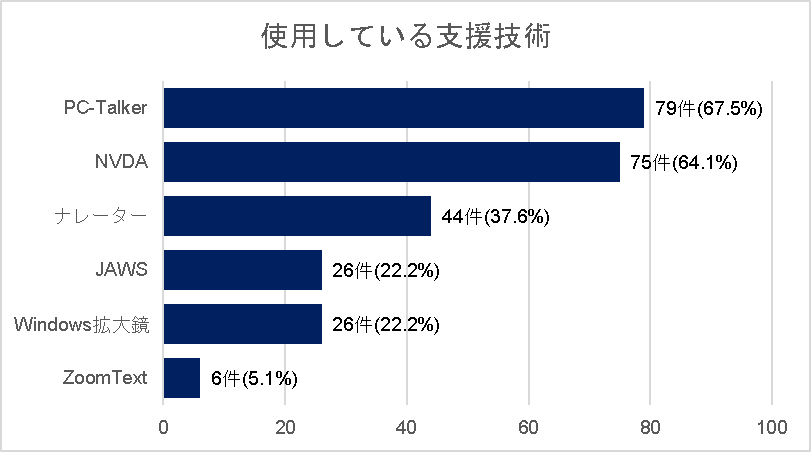 使用している支援技術
PC-Talker 79件(67.5%)
NVDA 75件(64.1%)
ナレーター 44件(37.6%)
JAWS 26件(22.2%)
Windows拡大鏡 26件(22.2%)
ZoomText 6件(5.1%)
0 20 40 60 80 100